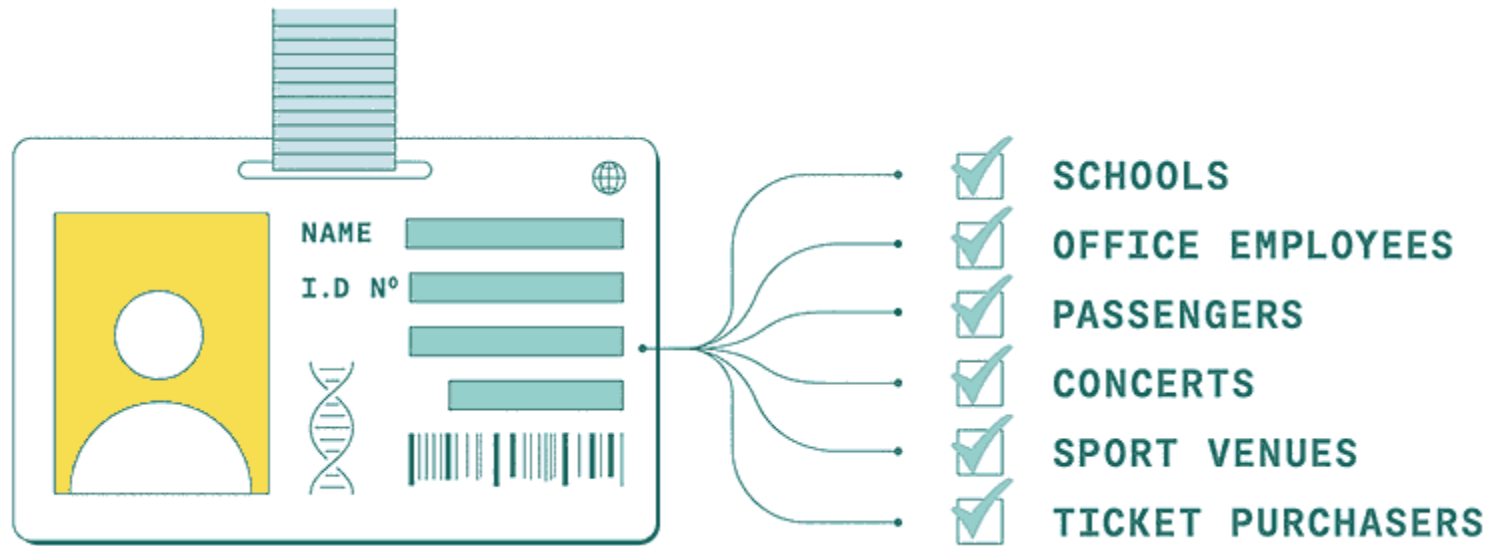 NAME
I.D Nº
SCHOOLS
OFFICE EMPLOYEES
PASSENGERS
CONCERTS
SPORT VENUES
TICKET PURCHASERS